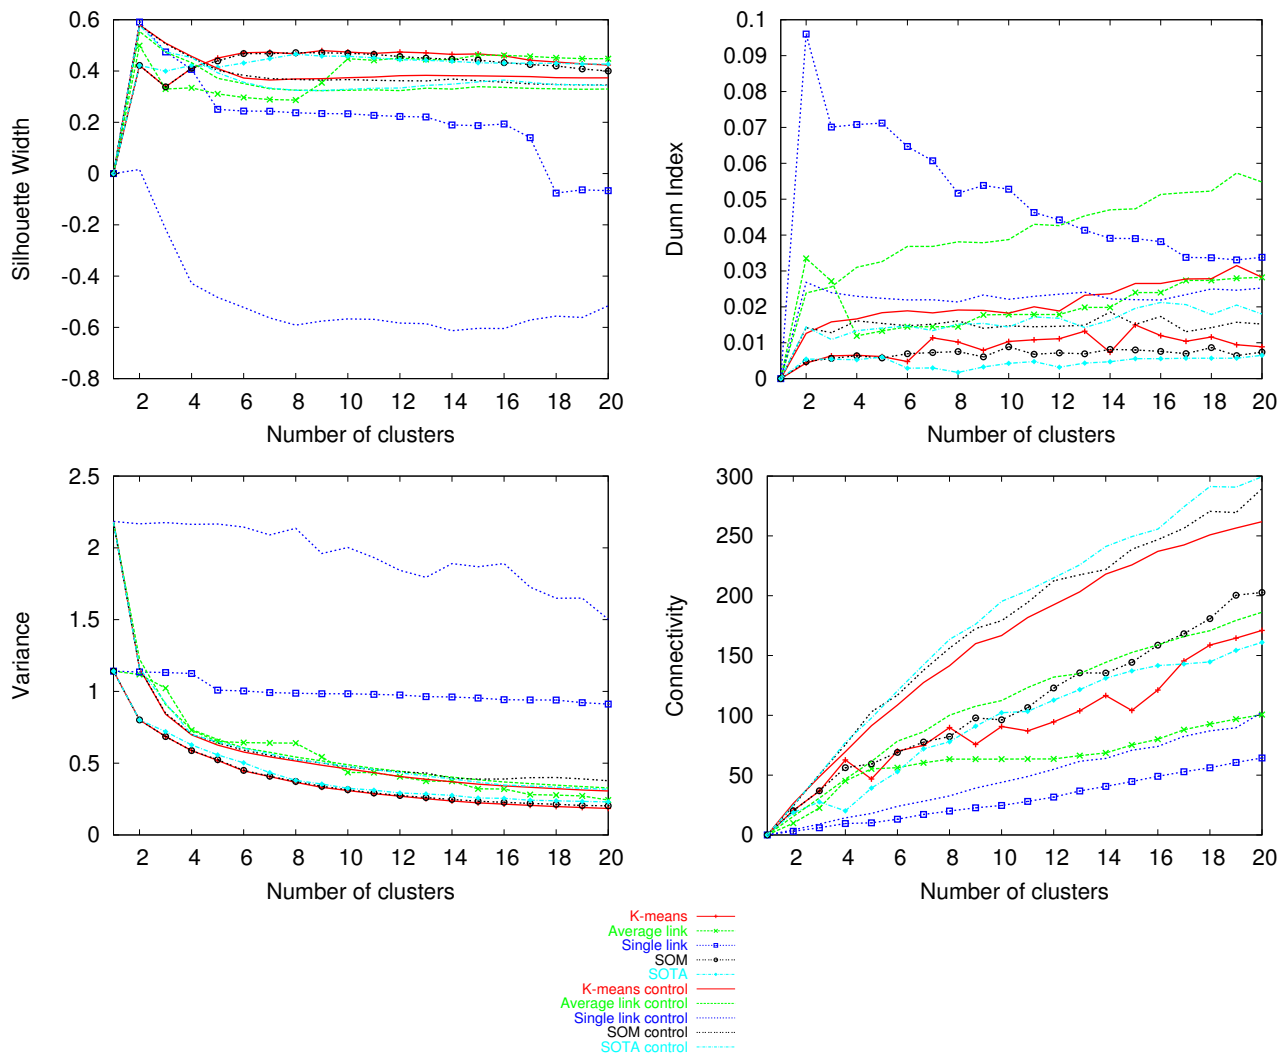 0.6
0.4
0.2
0
-0.2
-0.4
-0.6
-0.8
Silhouette Width
2 4 6 8 10 12 14 16 18 20
Number of clusters
0.1
0.09
0.08
0.07
0.06
0.05
0.04
0.03
0.02
0.01
0
Dunn Index
2 4 6 8 10 12 14 16 18 20
Number of clusters
2.5
2
1.5
1
0.5
0
Variance
2 4 6 8 10 12 14 16 18 20
Number of clusters
300
250
200
150
100
50
0
Connectivity
2 4 6 8 10 12 14 16 18 20
Number of clusters
K-means
Average link
Single link
SOM
SOTA
K-means control
Average link control
Single link control
SOM control
SOTA control